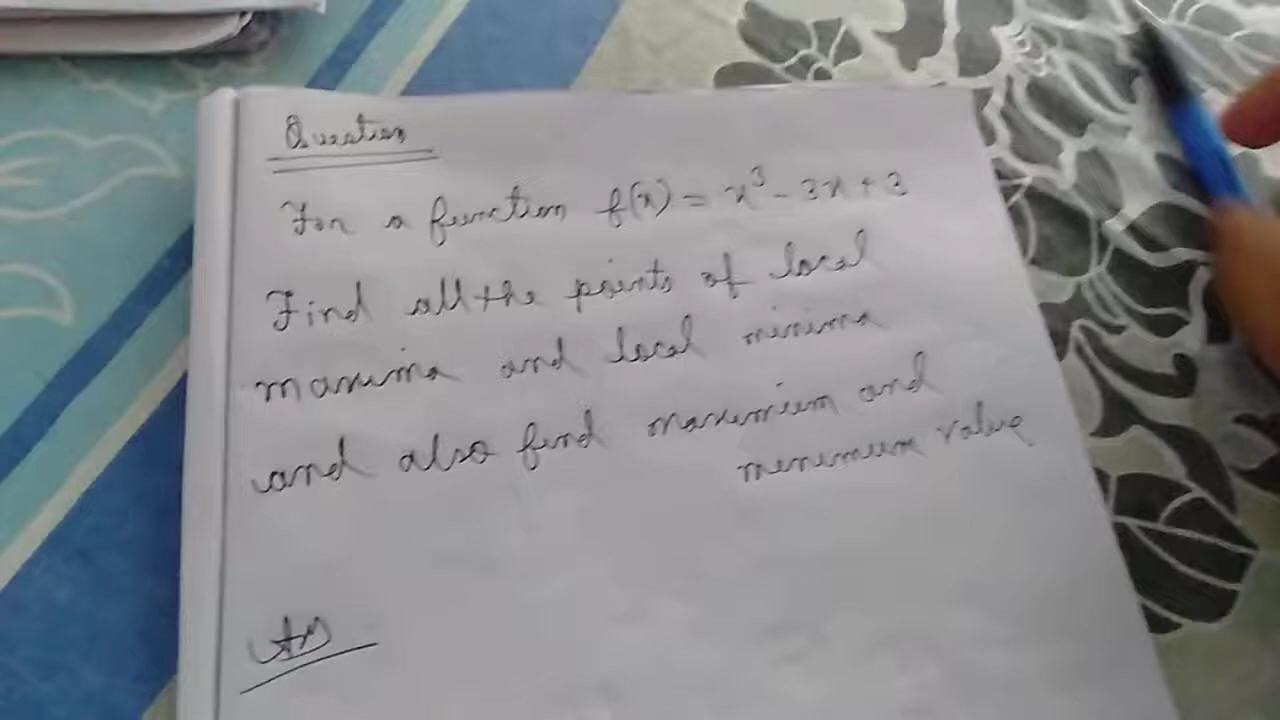 Question
For a function f(x) = x³ - 3x + 3
Find all the points of local
maxima and local minima
and also find maximum and
minimum value
Ans